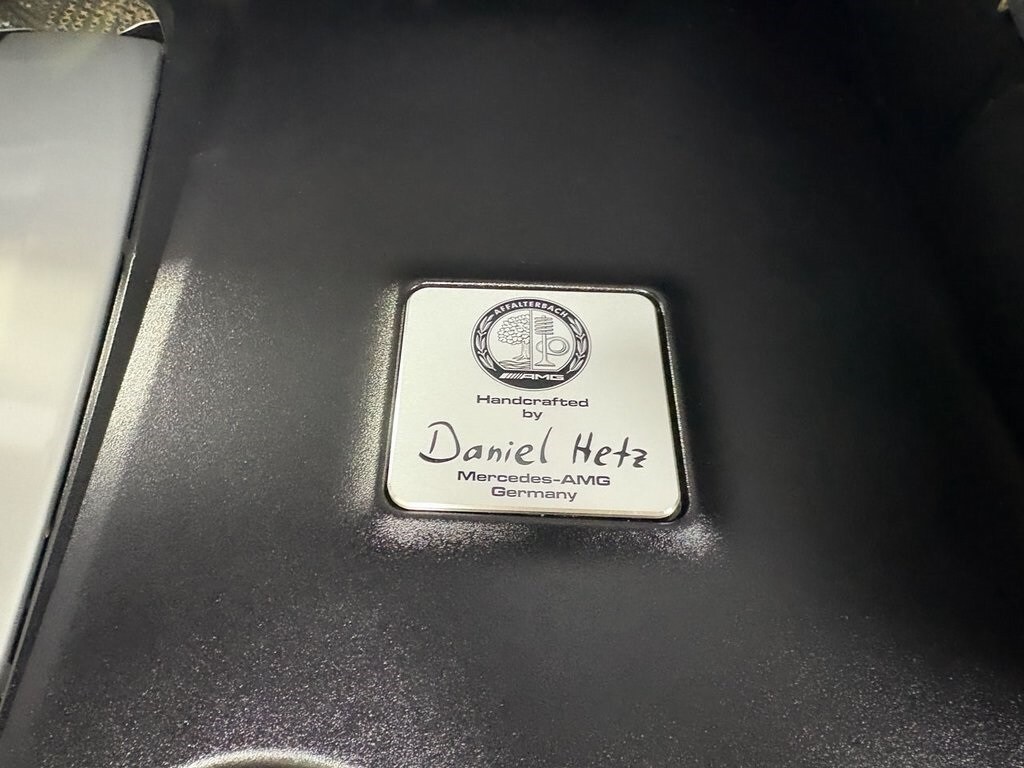 AFFALTERBACH
AMG
Handcrafted
by
Daniel Hetz
Mercedes-AMG
Germany